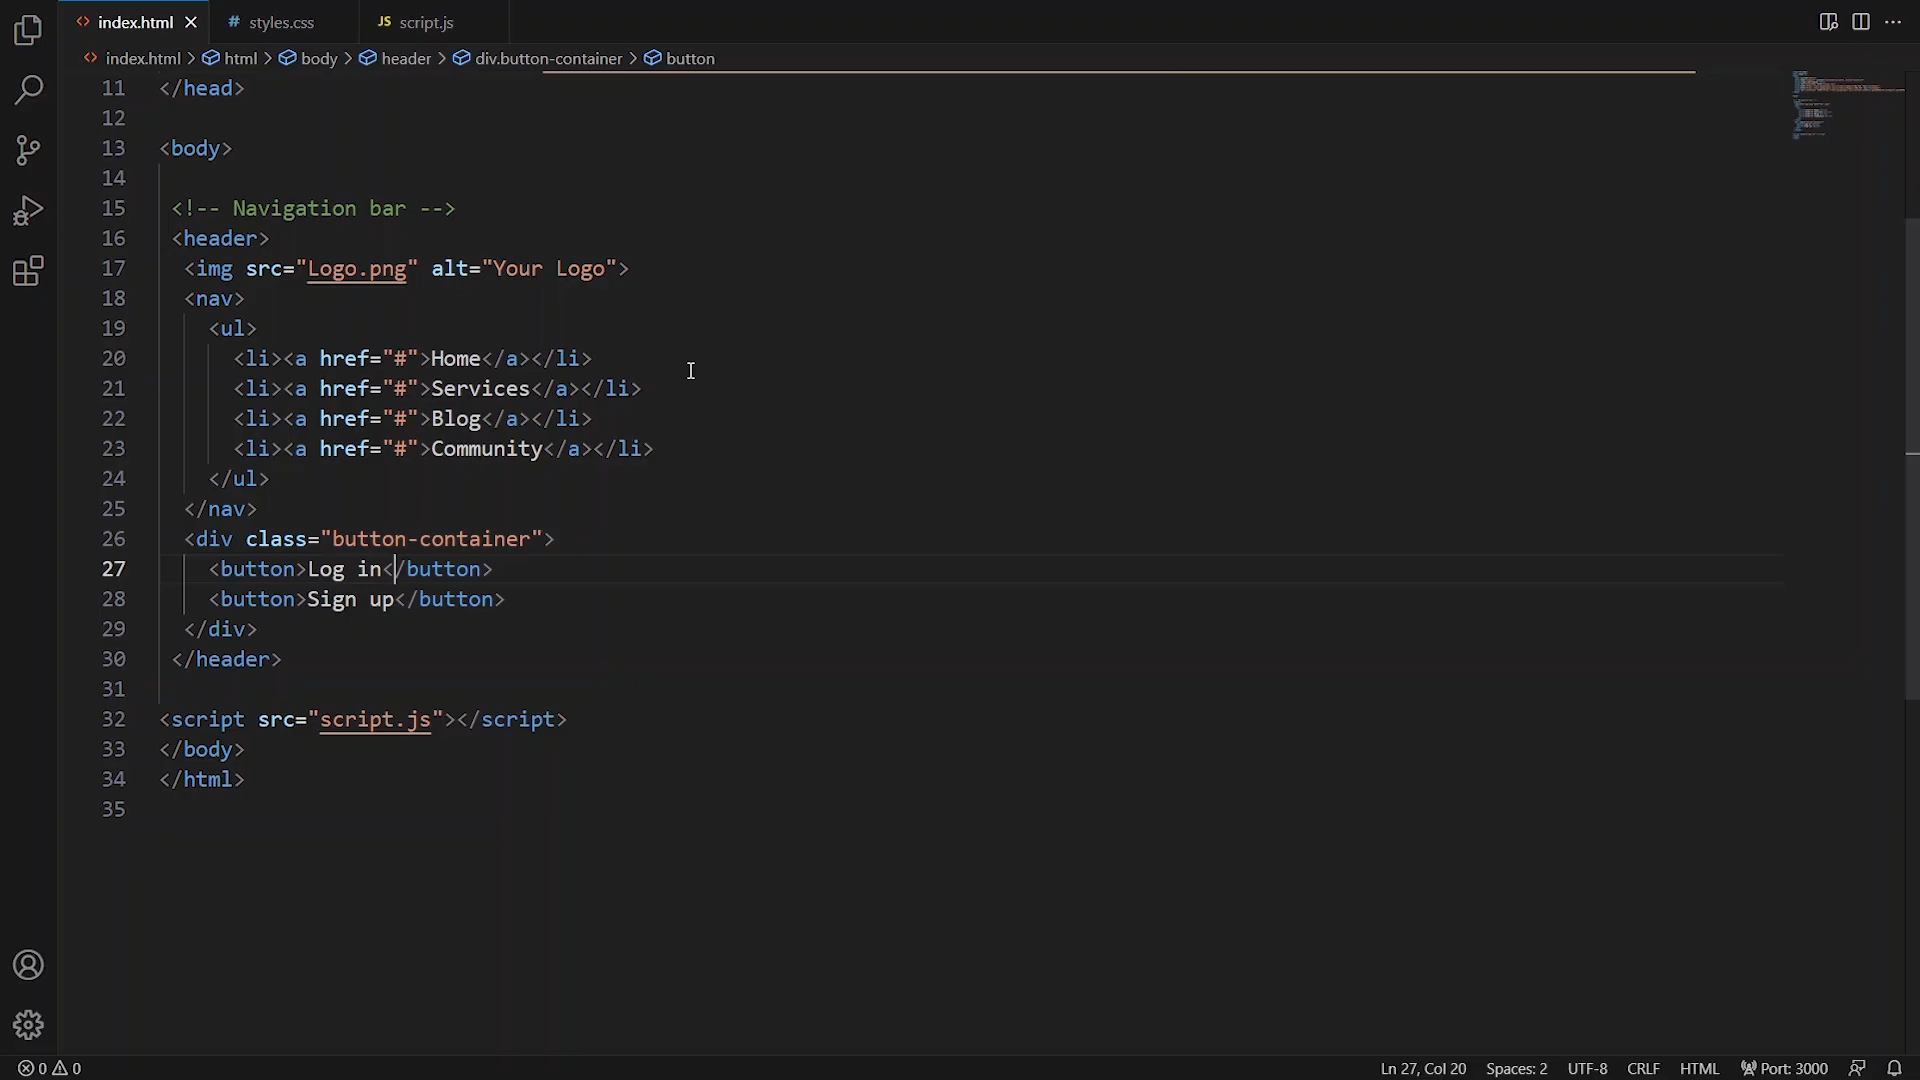 index.html
styles.css
JS script.js
index.html > html > body > header > div.button-container > button
11 </head>
12
13 <body>
14
15 <!-- Navigation bar -->
16 <header>
17 <img src="Logo.png" alt="Your Logo">
18 <nav>
19 <ul>
20 <li><a href="#">Home</a></li>
21 <li><a href="#">Services</a></li>
22 <li><a href="#">Blog</a></li>
23 <li><a href="#">Community</a></li>
24 </ul>
25 </nav>
26 <div class="button-container">
27 <button>Log in</button>
28 <button>Sign up</button>
29 </div>
30 </header>
31
32 <script src="script.js"></script>
33 </body>
34 </html>
35
0 0 Ln 27, Col 20 Spaces: 2 UTF-8 CRLF HTML Port: 3000